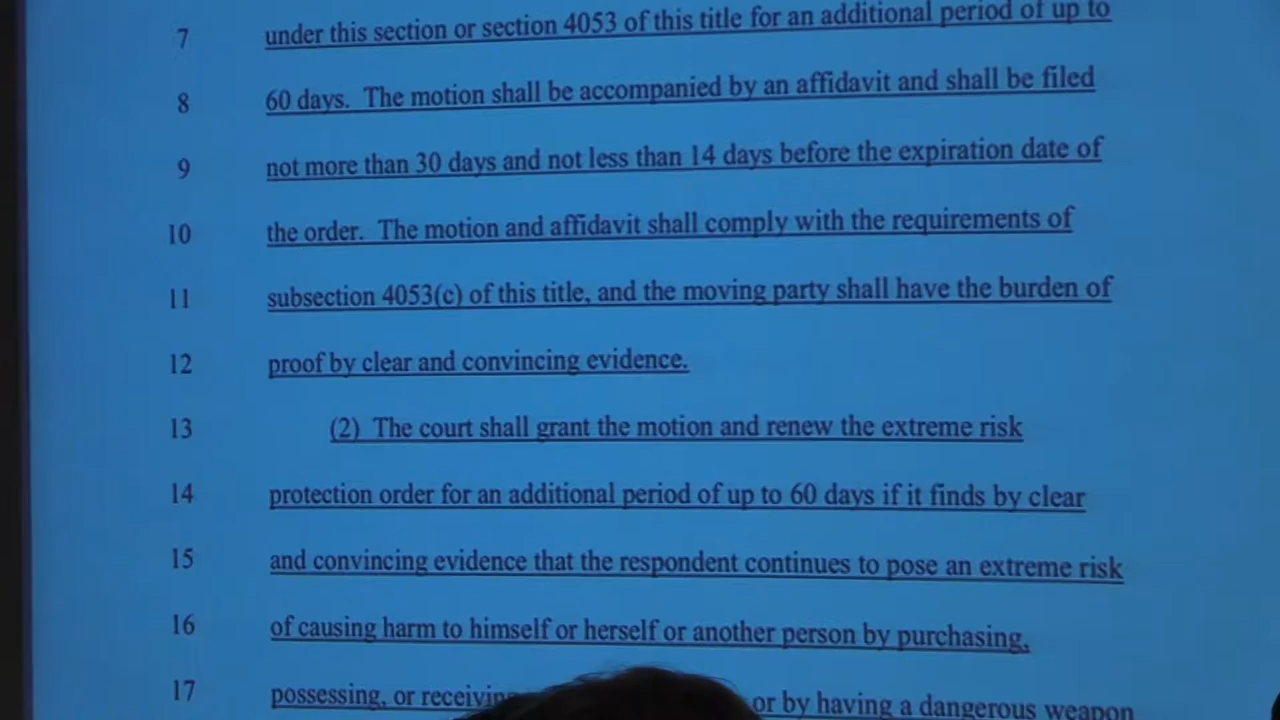 7 under this section or section 4053 of this title for an additional period of up to
8 60 days. The motion shall be accompanied by an affidavit and shall be filed
9 not more than 30 days and not less than 14 days before the expiration date of
10 the order. The motion and affidavit shall comply with the requirements of
11 subsection 4053(c) of this title, and the moving party shall have the burden of
12 proof by clear and convincing evidence.
13 (2) The court shall grant the motion and renew the extreme risk
14 protection order for an additional period of up to 60 days if it finds by clear
15 and convincing evidence that the respondent continues to pose an extreme risk
16 of causing harm to himself or herself or another person by purchasing,
17 possessing, or or by having a dangerous weapon